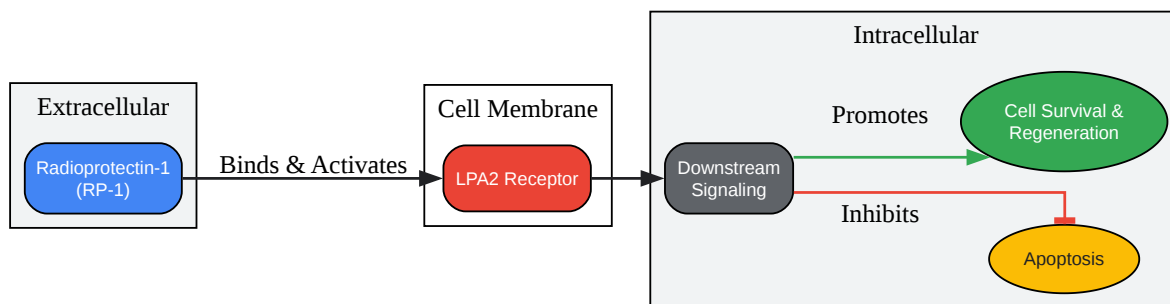 Extracellular
Radioprotectin-1
(RP-1)
Binds & Activates
Cell Membrane
LPA2 Receptor
Intracellular
Downstream
Signaling
Promotes
Cell Survival &
Regeneration
Inhibits
Apoptosis